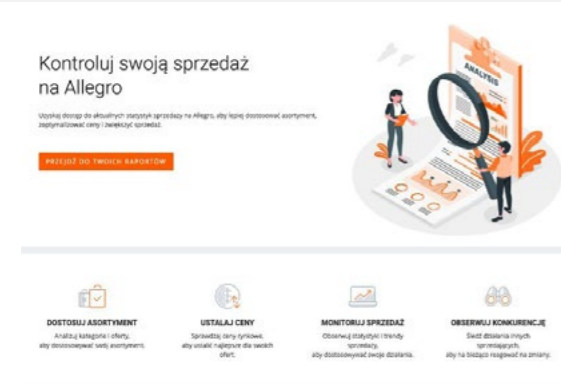 Kontroluj swoją sprzedaż
na Allegro
Uzyskaj dostęp do aktualnych statystyk sprzedaży na Allegro, aby lepiej dostosować asortyment,
zoptymalizować ceny i zwiększyć sprzedaż.
PRZEJDŹ DO TWOICH RAPORTÓW
ANALYSIS
DOSTOSUJ ASORTYMENT
Analizuj kategorie i oferty,
aby dostosowywać swój asortyment.
USTALAJ CENY
Sprawdzaj ceny rynkowe,
aby ustalić najlepsze dla swoich
ofert.
MONITORUJ SPRZEDAŻ
Obserwuj statystyki i trendy
sprzedaży,
aby dostosowywać swoje działania.
OBSERWUJ KONKURENCJĘ
Śledź działania innych
sprzedających,
aby na bieżąco reagować na zmiany.